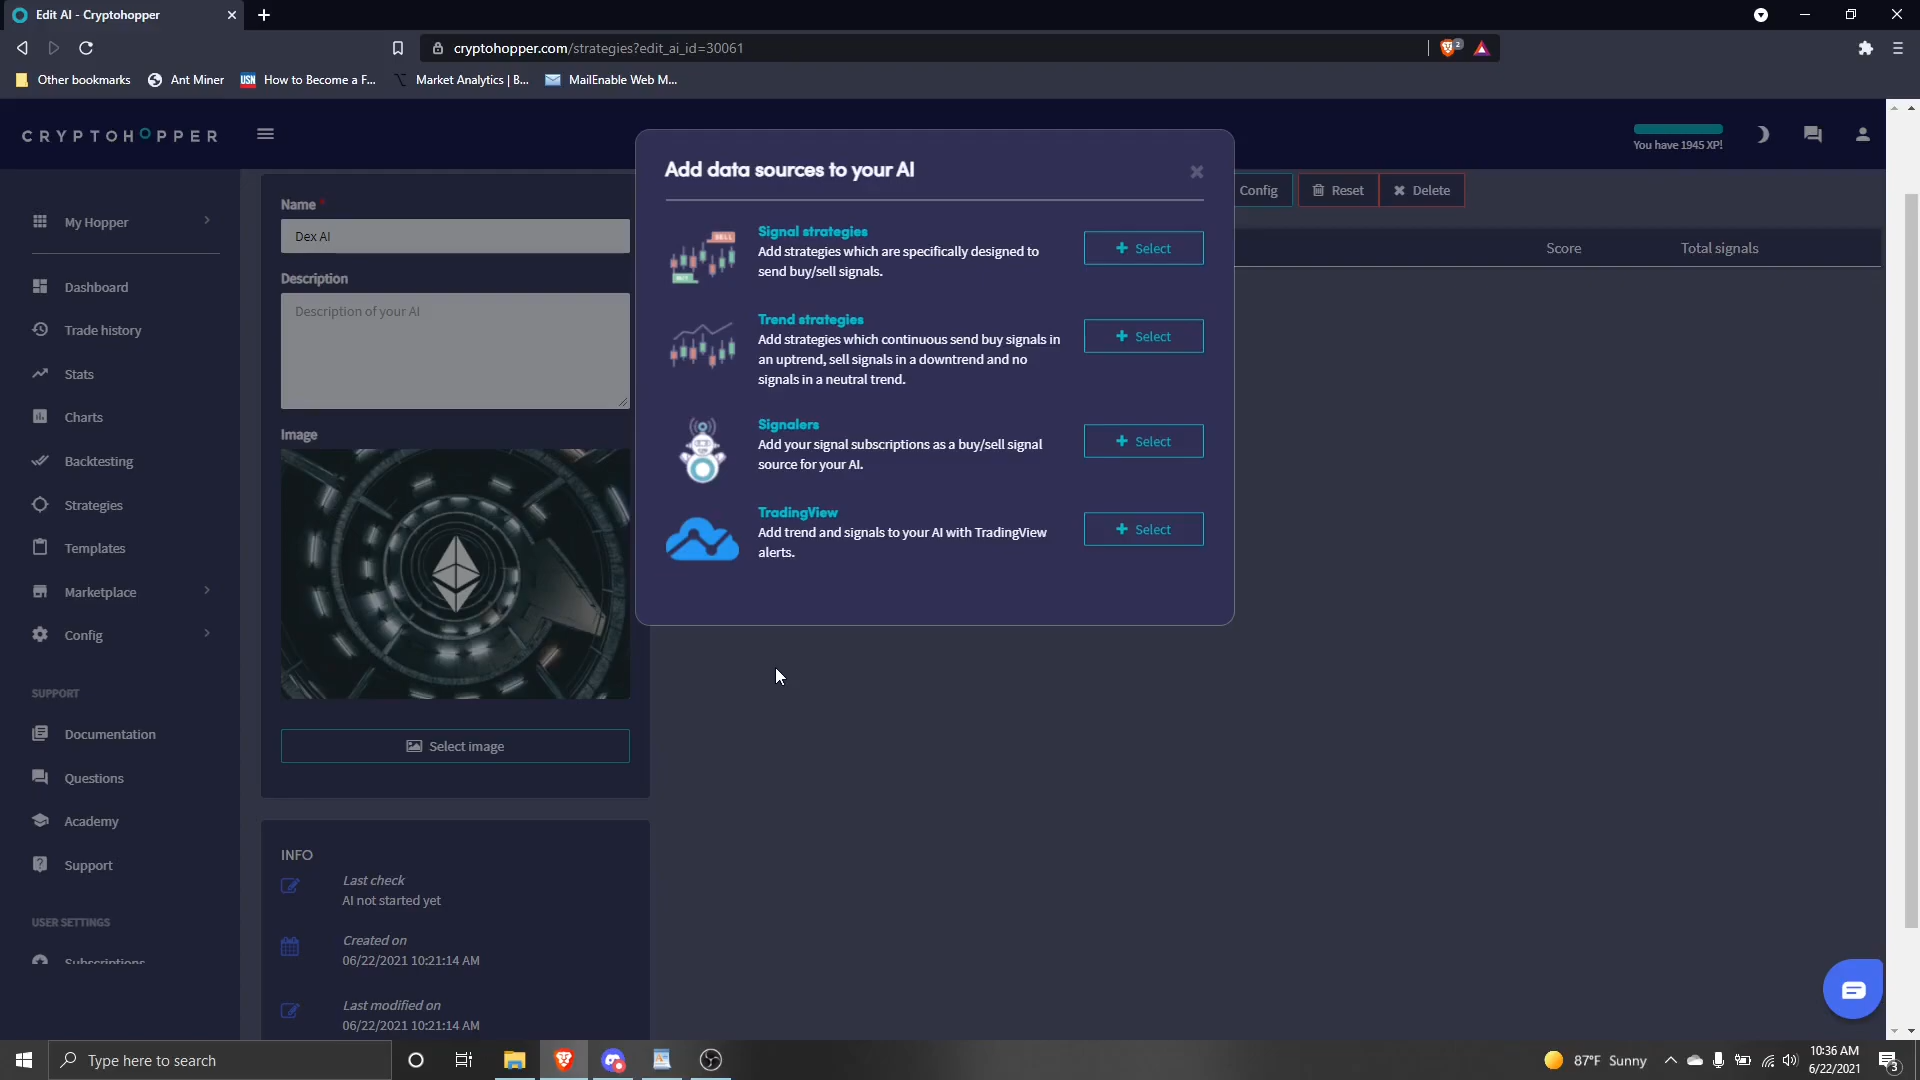 Edit AI - Cryptohopper
cryptohopper.com/strategies?edit_ai_id=30061
2
Other bookmarks
Ant Miner
USN How to Become a F...
Market Analytics | B...
MailEnable Web M...
CRYPTOHOPPER
You have 1945 XP!
My Hopper
Dashboard
Trade history
Stats
Charts
Backtesting
Strategies
Templates
Marketplace
Config
SUPPORT
Documentation
Questions
Academy
Support
USER SETTINGS
Subscriptions
Name *
Dex AI
Description
Description of your AI
Image
Select image
INFO
Last check
AI not started yet
Created on
06/22/2021 10:21:14 AM
Last modified on
06/22/2021 10:21:14 AM
Add data sources to your AI
SELL
BUY
Signal strategies
Add strategies which are specifically designed to
send buy/sell signals.
Select
Trend strategies
Add strategies which continuous send buy signals in
an uptrend, sell signals in a downtrend and no
signals in a neutral trend.
Select
Signalers
Add your signal subscriptions as a buy/sell signal
source for your AI.
Select
TradingView
Add trend and signals to your AI with TradingView
alerts.
Select
Config
Reset
Delete
Score
Total signals
Type here to search
87°F Sunny
10:36 AM
6/22/2021
3